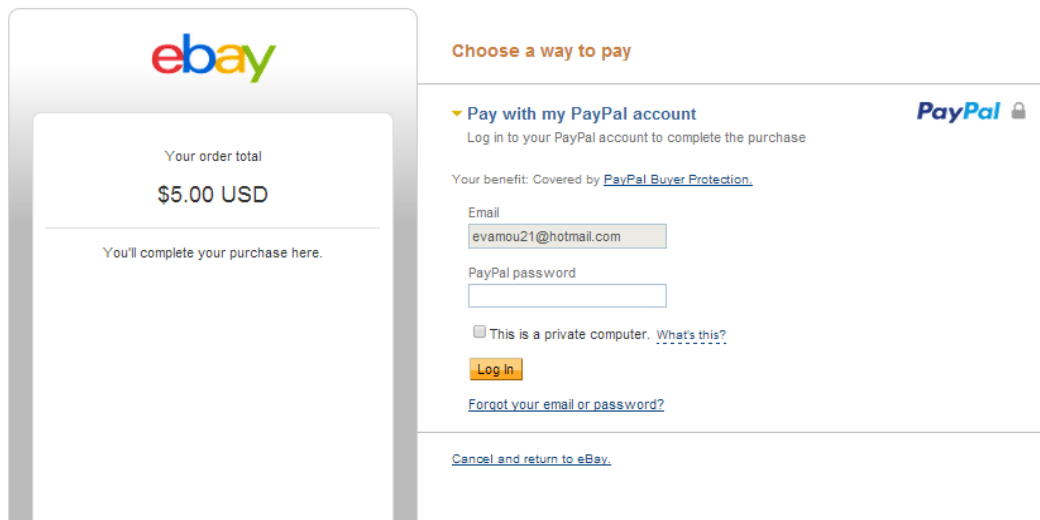 ebay
Your order total
$5.00 USD
You'll complete your purchase here.
Choose a way to pay
Pay with my PayPal account
PayPal
Log in to your PayPal account to complete the purchase
Your benefit: Covered by PayPal Buyer Protection.
Email
evamou21@hotmail.com
PayPal password
This is a private computer. What's this?
Log In
Forgot your email or password?
Cancel and return to eBay.